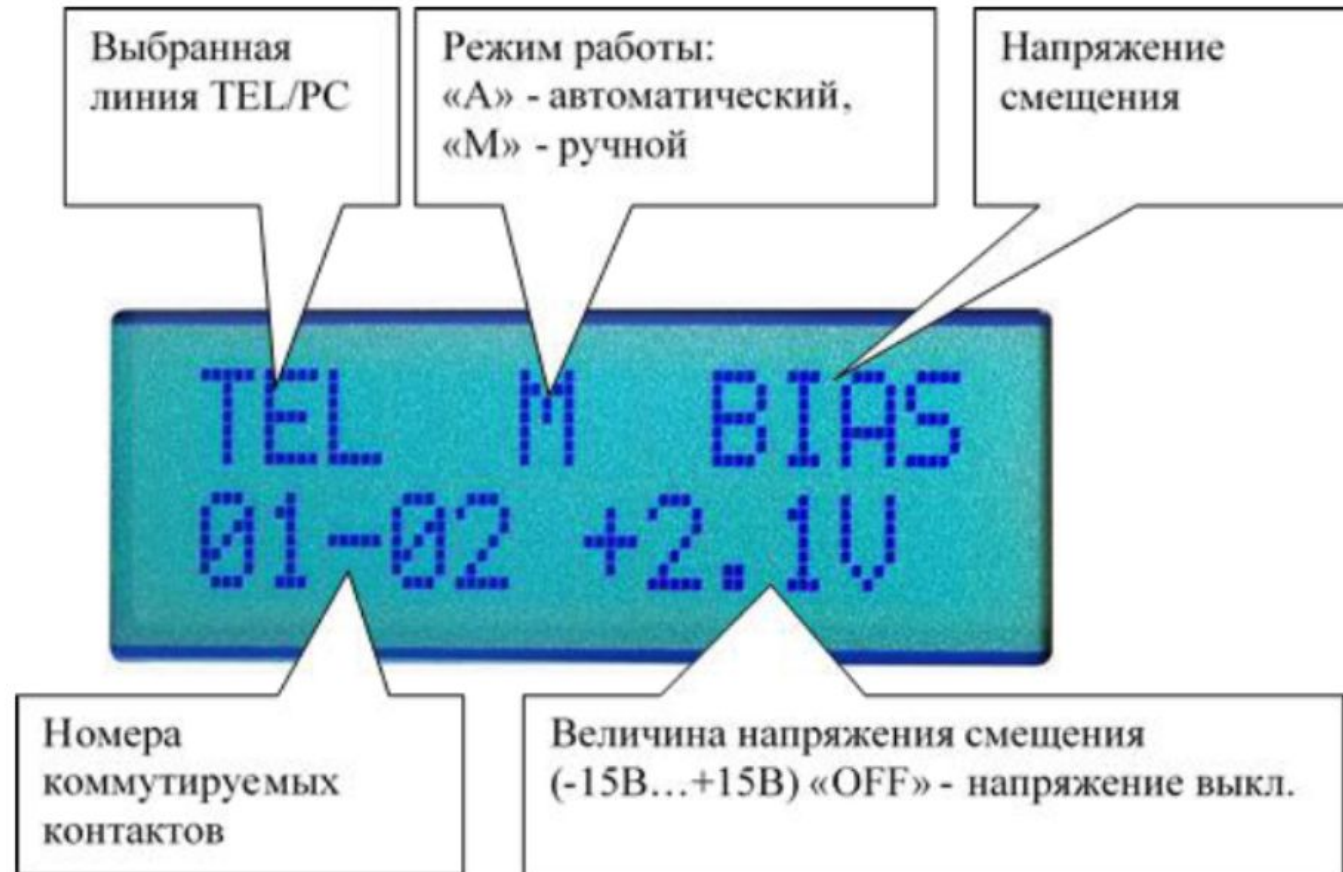 Выбранная
линия TEL/PC
Режим работы:
«А» - автоматический,
«М» - ручной
Напряжение
смещения
TEL M BIAS
01-02 +2.1V
Номера
коммутируемых
контактов
Величина напряжения смещения
(-15В...+15В) «OFF» - напряжение выкл.